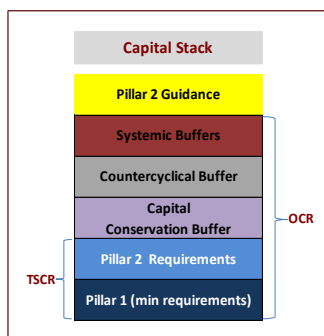 Capital Stack
Pillar 2 Guidance
Systemic Buffers
Countercyclical Buffer
OCR
Capital
Conservation Buffer
TSCR
Pillar 2 Requirements
Pillar 1 (min requirements)